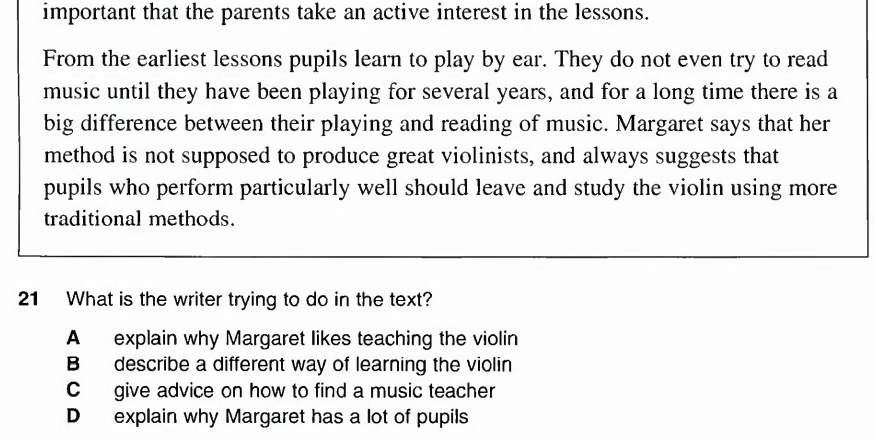 important that the parents take an active interest in the lessons.
From the earliest lessons pupils learn to play by ear. They do not even try to read
music until they have been playing for several years, and for a long time there is a
big difference between their playing and reading of music. Margaret says that her
method is not supposed to produce great violinists, and always suggests that
pupils who perform particularly well should leave and study the violin using more
traditional methods.
21 What is the writer trying to do in the text?
A explain why Margaret likes teaching the violin
B describe a different way of learning the violin
C give advice on how to find a music teacher
D explain why Margaret has a lot of pupils